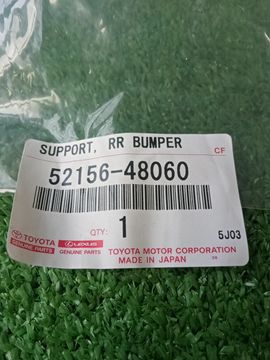 SUPPORT, RR BUMPER
CF
52156-48060
QTY: 1
5J03
TOYOTA
GENUINE PARTS
LEXUS
GENUINE PARTS
TOYOTA MOTOR CORPORATION
MADE IN JAPAN